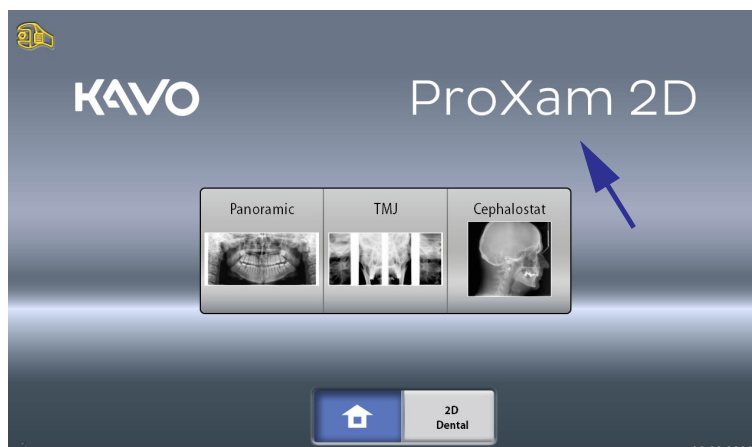 KAVO
ProXam 2D
Panoramic
TMJ
Cephalostat
2D
Dental